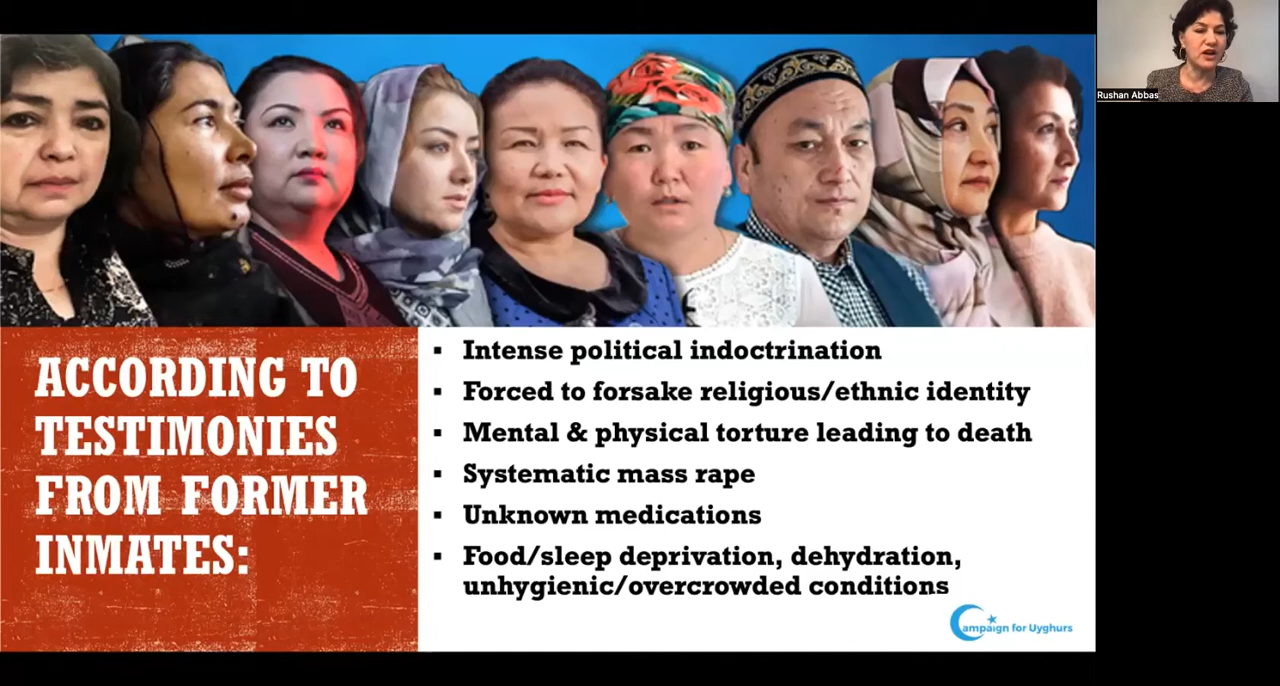 Rushan Abbas
ACCORDING TO
TESTIMONIES
FROM FORMER
INMATES:
▪ Intense political indoctrination
▪ Forced to forsake religious/ethnic identity
▪ Mental & physical torture leading to death
▪ Systematic mass rape
▪ Unknown medications
▪ Food/sleep deprivation, dehydration,
unhygienic/overcrowded conditions
Campaign for Uyghurs